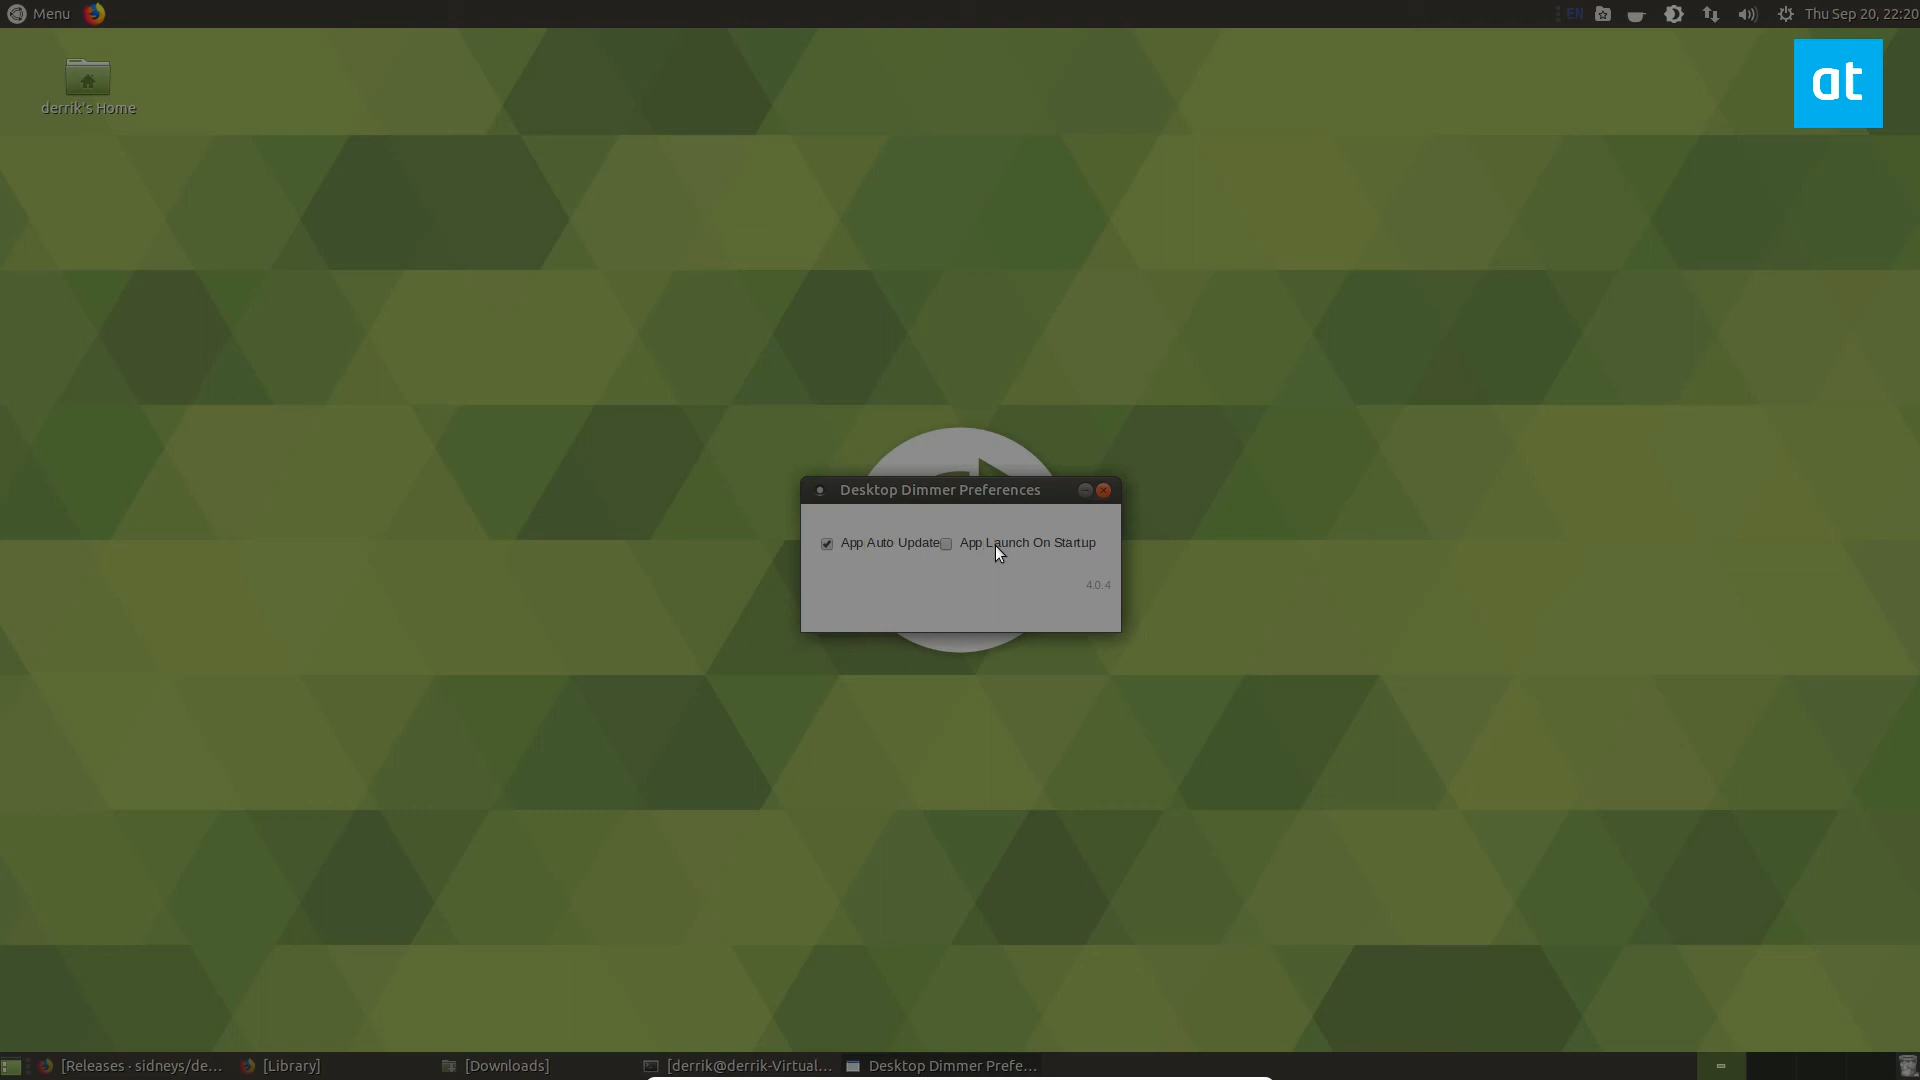 Menu
EN
Thu Sep 20, 22:20
at
derrik's Home
Desktop Dimmer Preferences
App Auto Update App Launch On Startup
4.0.4
[Releases · sidneys/de...
[Library]
[Downloads]
[derrik@derrik-Virtual...
Desktop Dimmer Prefe...